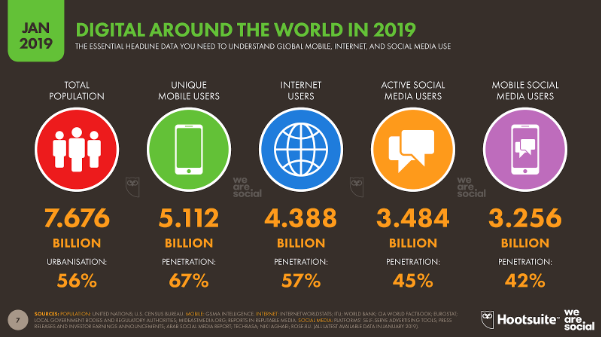 JAN
2019
DIGITAL AROUND THE WORLD IN 2019
THE ESSENTIAL HEADLINE DATA YOU NEED TO UNDERSTAND GLOBAL MOBILE, INTERNET, AND SOCIAL MEDIA USE
TOTAL
POPULATION
UNIQUE
MOBILE USERS
INTERNET
USERS
ACTIVE SOCIAL
MEDIA USERS
MOBILE SOCIAL
MEDIA USERS
we
are.
social
we
are.
social
7.676
BILLION
URBANISATION:
56%
5.112
BILLION
PENETRATION:
67%
4.388
BILLION
PENETRATION:
57%
3.484
BILLION
PENETRATION:
45%
3.256
BILLION
PENETRATION:
42%
7
SOURCES: POPULATION: UNITED NATIONS; U.S. CENSUS BUREAU. MOBILE: GSMA INTELLIGENCE. INTERNET: INTERNETWORLDSTATS; ITU; WORLD BANK; CIA WORLD FACTBOOK; EUROSTAT;
LOCAL GOVERNMENT BODIES AND REGULATORY AUTHORITIES; MIDEASTMEDIA.ORG; REPORTS IN REPUTABLE MEDIA. SOCIAL MEDIA: PLATFORMS' SELF-SERVE ADVERTISING TOOLS; PRESS
RELEASES AND INVESTOR EARNINGS ANNOUNCEMENTS; ARAB SOCIAL MEDIA REPORT; TECHRASA; NIKI AGHAEI; ROSE.RU. (ALL LATEST AVAILABLE DATA IN JANUARY 2019).
Hootsuite™
we
are.
social